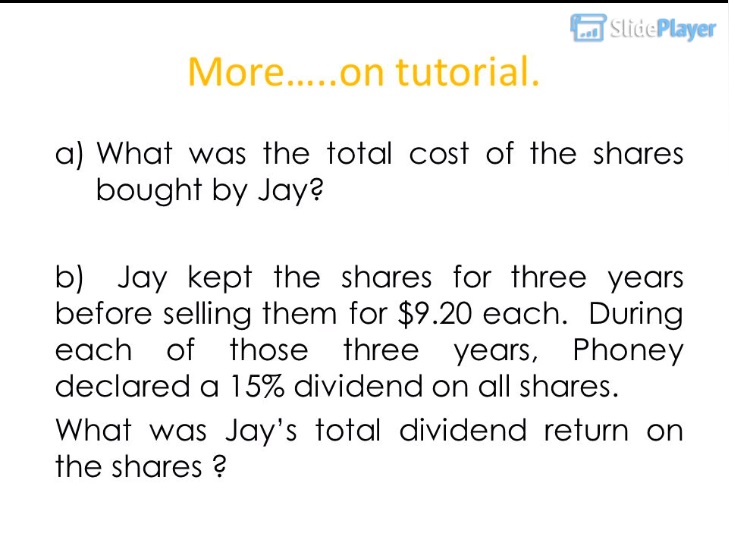 SlidePlayer
More.....on tutorial.
a) What was the total cost of the shares
bought by Jay?
b) Jay kept the shares for three years
before selling them for $9.20 each. During
each of those three years, Phoney
declared a 15% dividend on all shares.
What was Jay's total dividend return on
the shares ?